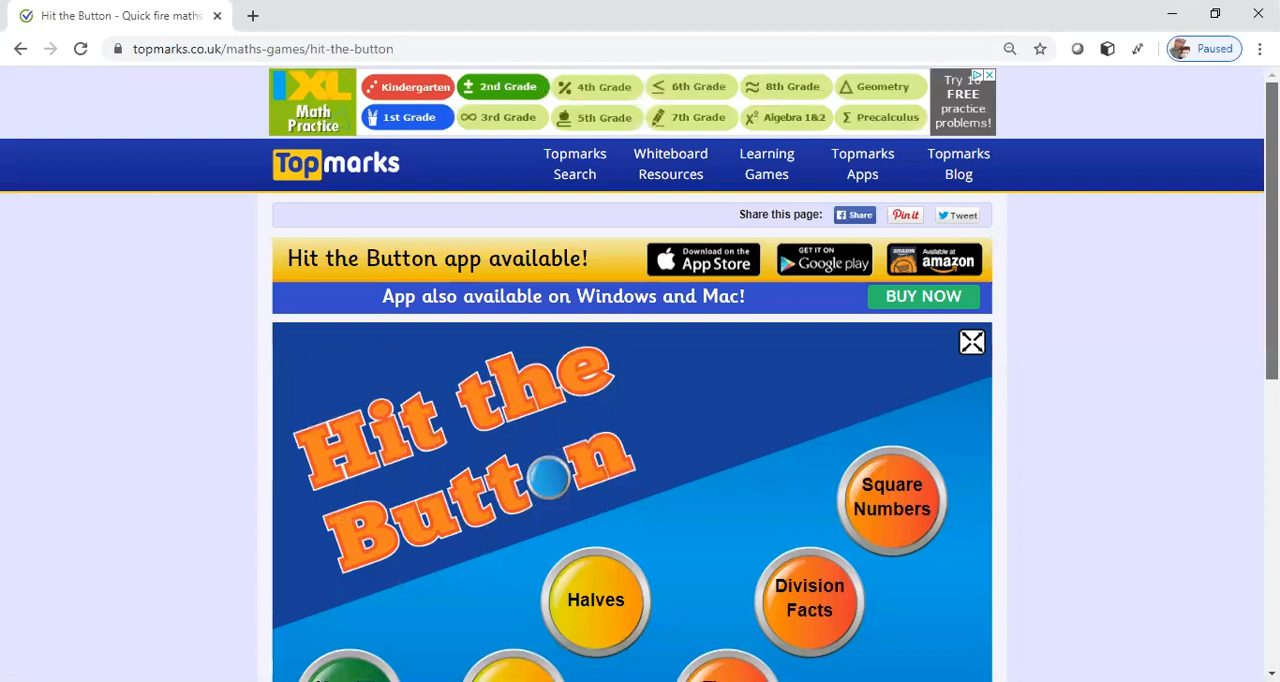 Hit the Button - Quick fire maths
topmarks.co.uk/maths-games/hit-the-button
Paused
IXL
Math
Practice
Kindergarten
2nd Grade
4th Grade
6th Grade
8th Grade
Geometry
1st Grade
3rd Grade
5th Grade
7th Grade
Algebra 1&2
Precalculus
FREE
practice
problems!
Topmarks
Topmarks
Search
Whiteboard
Resources
Learning
Games
Topmarks
Apps
Topmarks
Blog
Share this page:
Share
Pin it
Tweet
Hit the Button app available!
Download on the
App Store
GET IT ON
Google play
Available at
amazon
App also available on Windows and Mac!
BUY NOW
Hit the
Button
Square
Numbers
Halves
Division
Facts